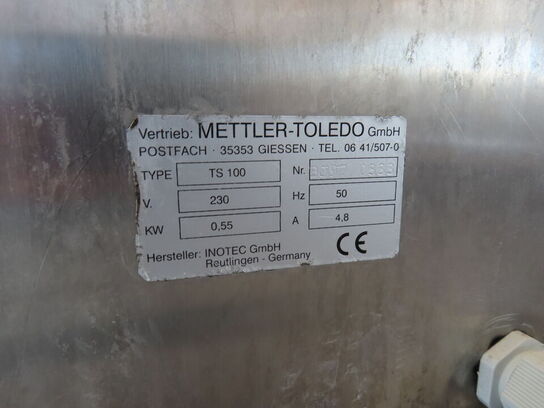 Vertrieb: METTLER-TOLEDO GmbH
POSTFACH · 35353 GIESSEN · TEL. 06 41/507-0
TYPE TS 100 Nr.
V. 230 Hz 50
KW 0,55 A 4,8
Hersteller: INOTEC GmbH
Reutlingen - Germany
CE